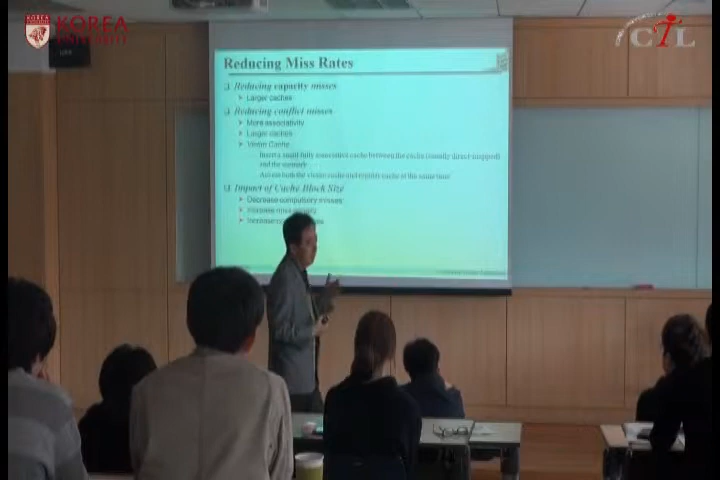 KOREA
UNIVERSITY
CTL
Reducing Miss Rates
Reducing capacity misses
Larger caches
Reducing conflict misses
More associativity
Larger caches
Victim Cache
Insert a small fully associative cache between the cache (usually direct-mapped)
and the memory
Access both the victim cache and regular cache at the same time
Impact of Cache Block Size
Decrease compulsory misses
Increase miss
Increase